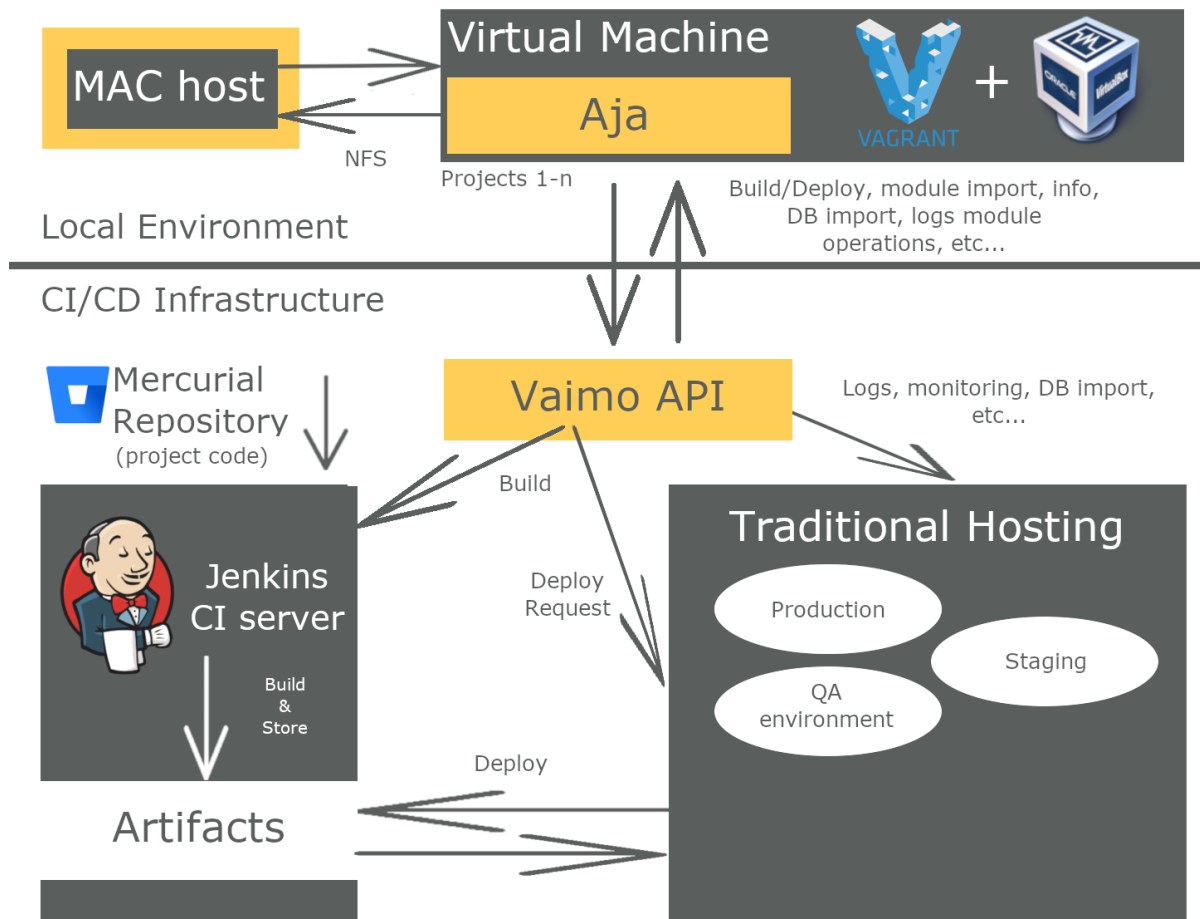 MAC host
Virtual Machine
Aja
VAGRANT
+
ORACLE
VirtualBox
NFS
Projects 1-n
Build/Deploy, module import, info,
DB import, logs module
operations, etc...
Local Environment
CI/CD Infrastructure
Mercurial
Repository
(project code)
Vaimo API
Logs, monitoring, DB import,
etc...
Build
Jenkins
CI server
Build
&
Store
Deploy
Request
Traditional Hosting
Production
Staging
QA
environment
Deploy
Artifacts